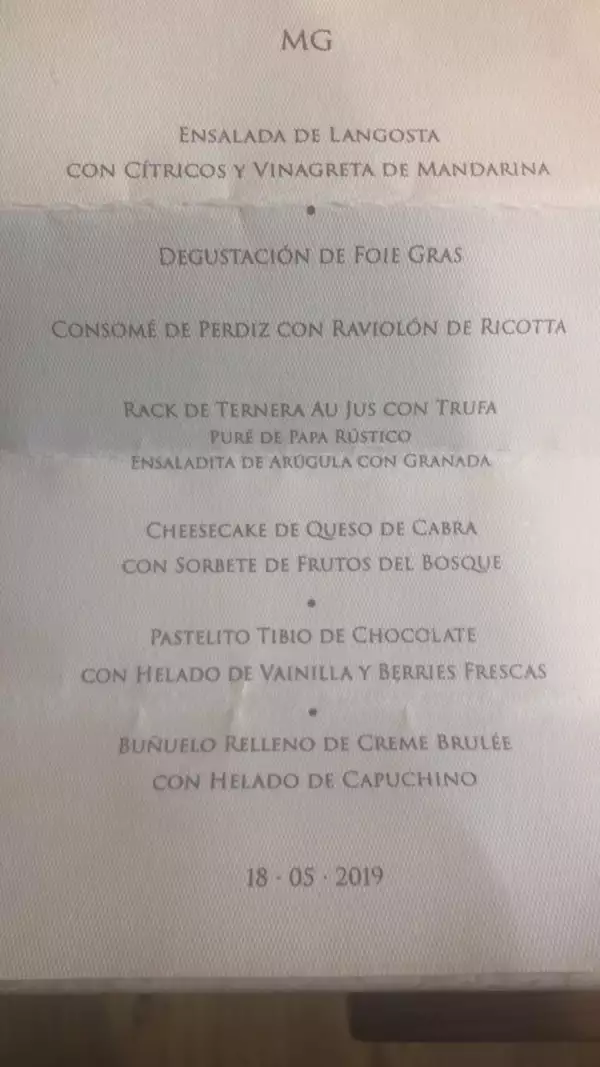 MG
ENSALADA DE LANGOSTA
CON CÍTRICOS Y VINAGRETA DE MANDARINA
•
DEGUSTACIÓN DE FOIE GRAS
CONSOMÉ DE PERDIZ CON RAVIOLÓN DE RICOTTA
RACK DE TERNERA AU JUS CON TRUFA
PURÉ DE PAPA RÚSTICO
ENSALADITA DE ARÚGULA CON GRANADA
CHEESECAKE DE QUESO DE CABRA
CON SORBETE DE FRUTOS DEL BOSQUE
•
PASTELITO TIBIO DE CHOCOLATE
CON HELADO DE VAINILLA Y BERRIES FRESCAS
•
BUÑUELO RELLENO DE CREME BRULÉE
CON HELADO DE CAPUCHINO
18 · 05 · 2019